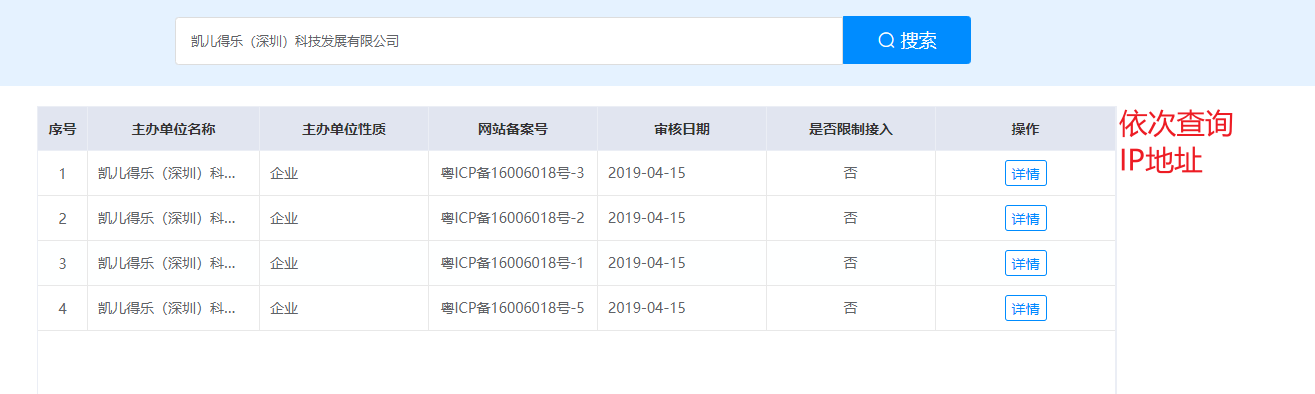 凯儿得乐（深圳）科技发展有限公司
搜索
序号 主办单位名称 主办单位性质 网站备案号 审核日期 是否限制接入 操作
1 凯儿得乐（深圳）科... 企业 粤ICP备16006018号-3 2019-04-15 否 详情
2 凯儿得乐（深圳）科... 企业 粤ICP备16006018号-2 2019-04-15 否 详情
3 凯儿得乐（深圳）科... 企业 粤ICP备16006018号-1 2019-04-15 否 详情
4 凯儿得乐（深圳）科... 企业 粤ICP备16006018号-5 2019-04-15 否 详情
依次查询
IP地址